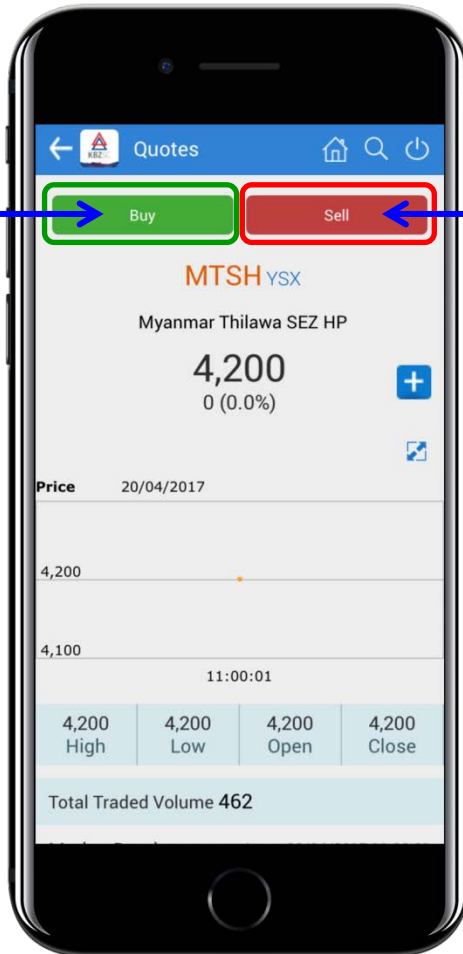 KBZSC
Quotes
Buy
Sell
MTSH YSX
Myanmar Thilawa SEZ HP
4,200
0 (0.0%)
Price 20/04/2017
4,200
4,100
11:00:01
4,200 4,200 4,200 4,200
High Low Open Close
Total Traded Volume 462